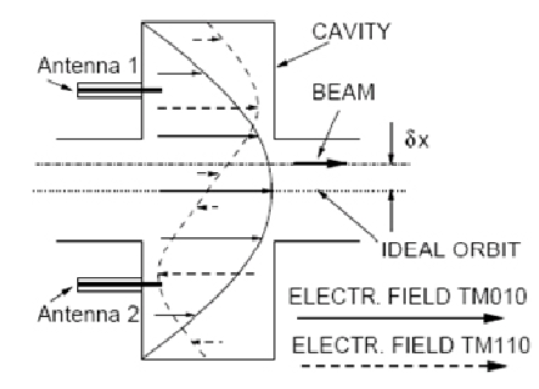 CAVITY
Antenna 1
BEAM
δx
IDEAL ORBIT
ELECTR. FIELD TM010
Antenna 2
ELECTR. FIELD TM110